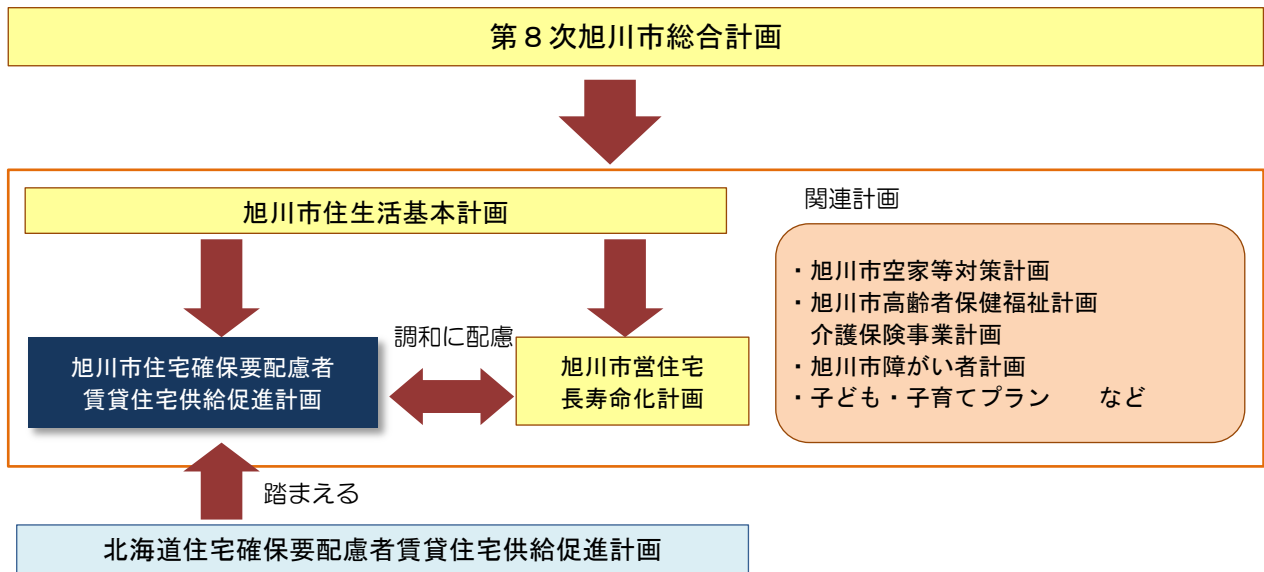 第８次旭川市総合計画
旭川市住生活基本計画
関連計画
・旭川市空家等対策計画
・旭川市高齢者保健福祉計画
介護保険事業計画
・旭川市障がい者計画
・子ども・子育てプラン　　など
調和に配慮
旭川市住宅確保要配慮者
賃貸住宅供給促進計画
旭川市営住宅
長寿命化計画
踏まえる
北海道住宅確保要配慮者賃貸住宅供給促進計画